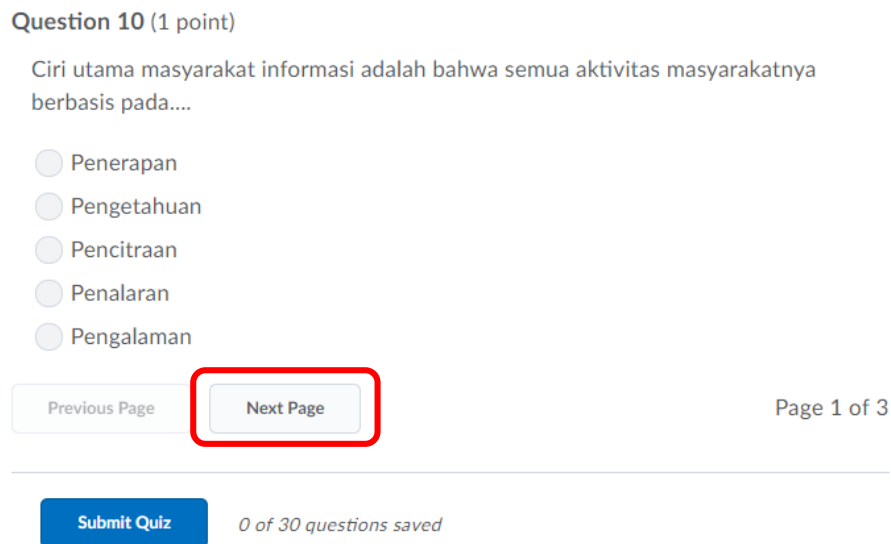 Question 10 (1 point)
Ciri utama masyarakat informasi adalah bahwa semua aktivitas masyarakatnya
berbasis pada....
Penerapan
Pengetahuan
Pencitraan
Penalaran
Pengalaman
Previous Page Next Page Page 1 of 3
Submit Quiz 0 of 30 questions saved